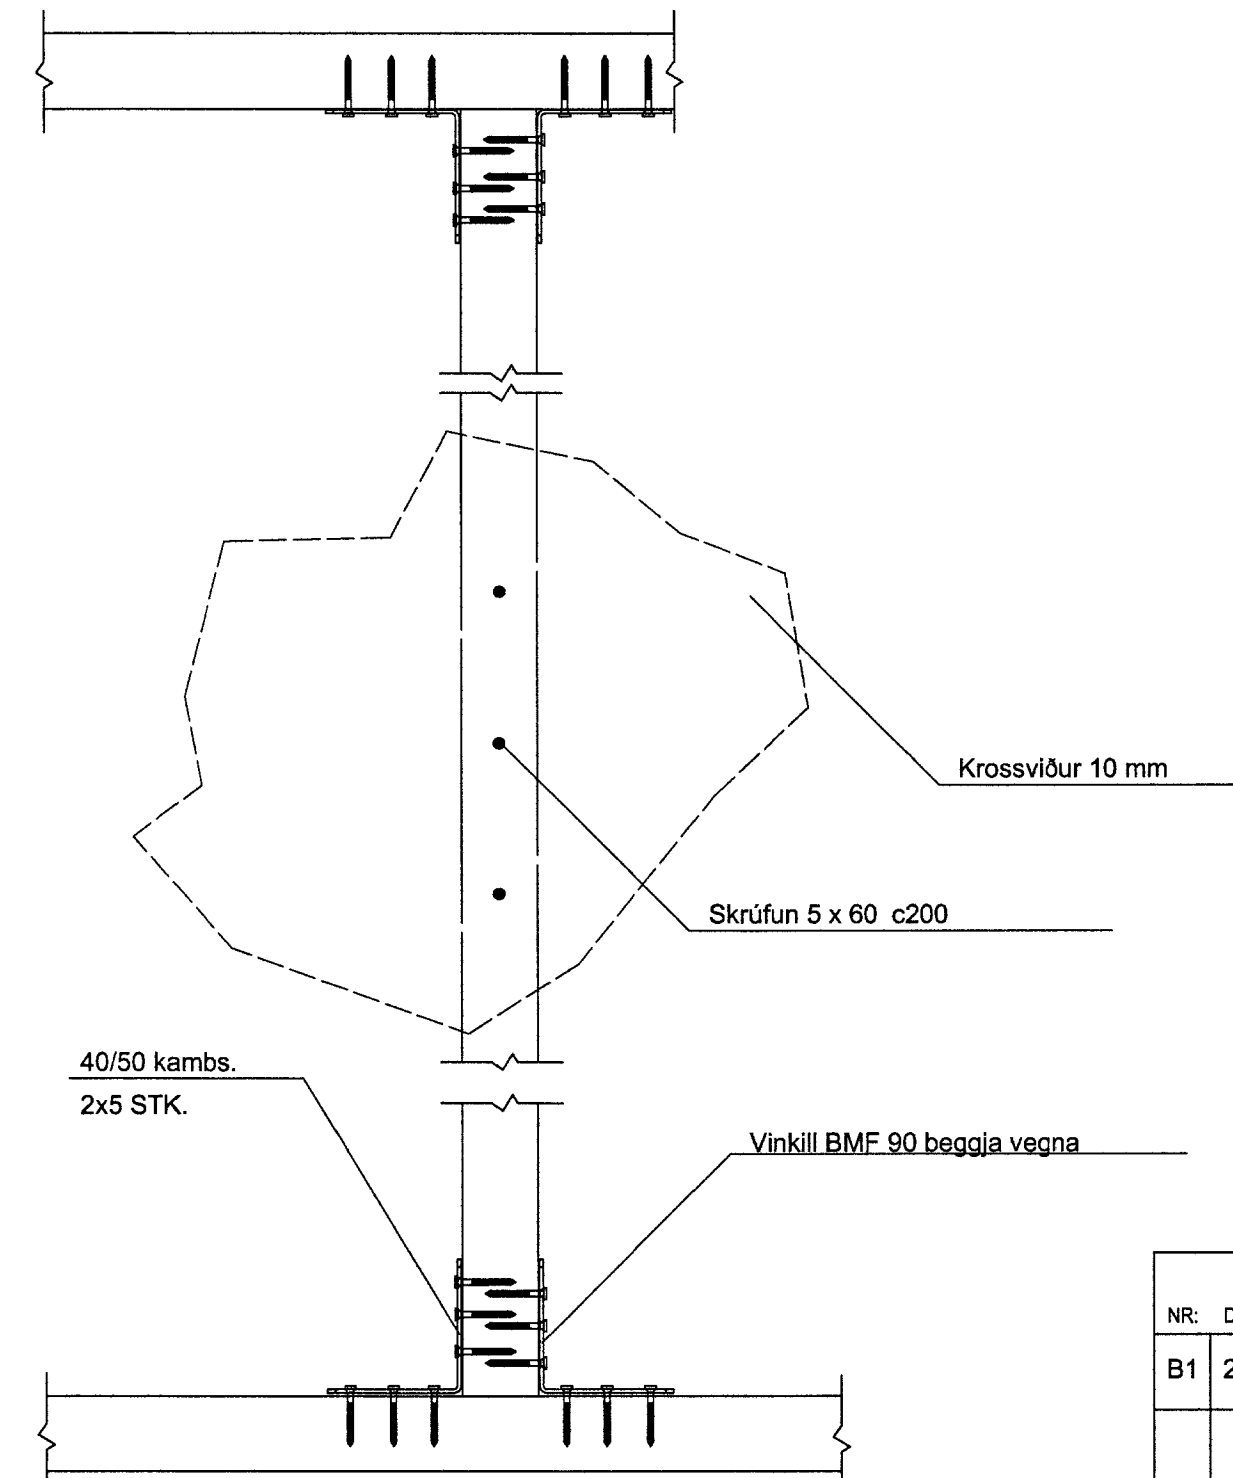 Krossviður 10 mm
Skrúfun 5 x 60 c200
40/50 kambs.
2x5 STK.
Vinkill BMF 90 beggja vegna
NR:
B1